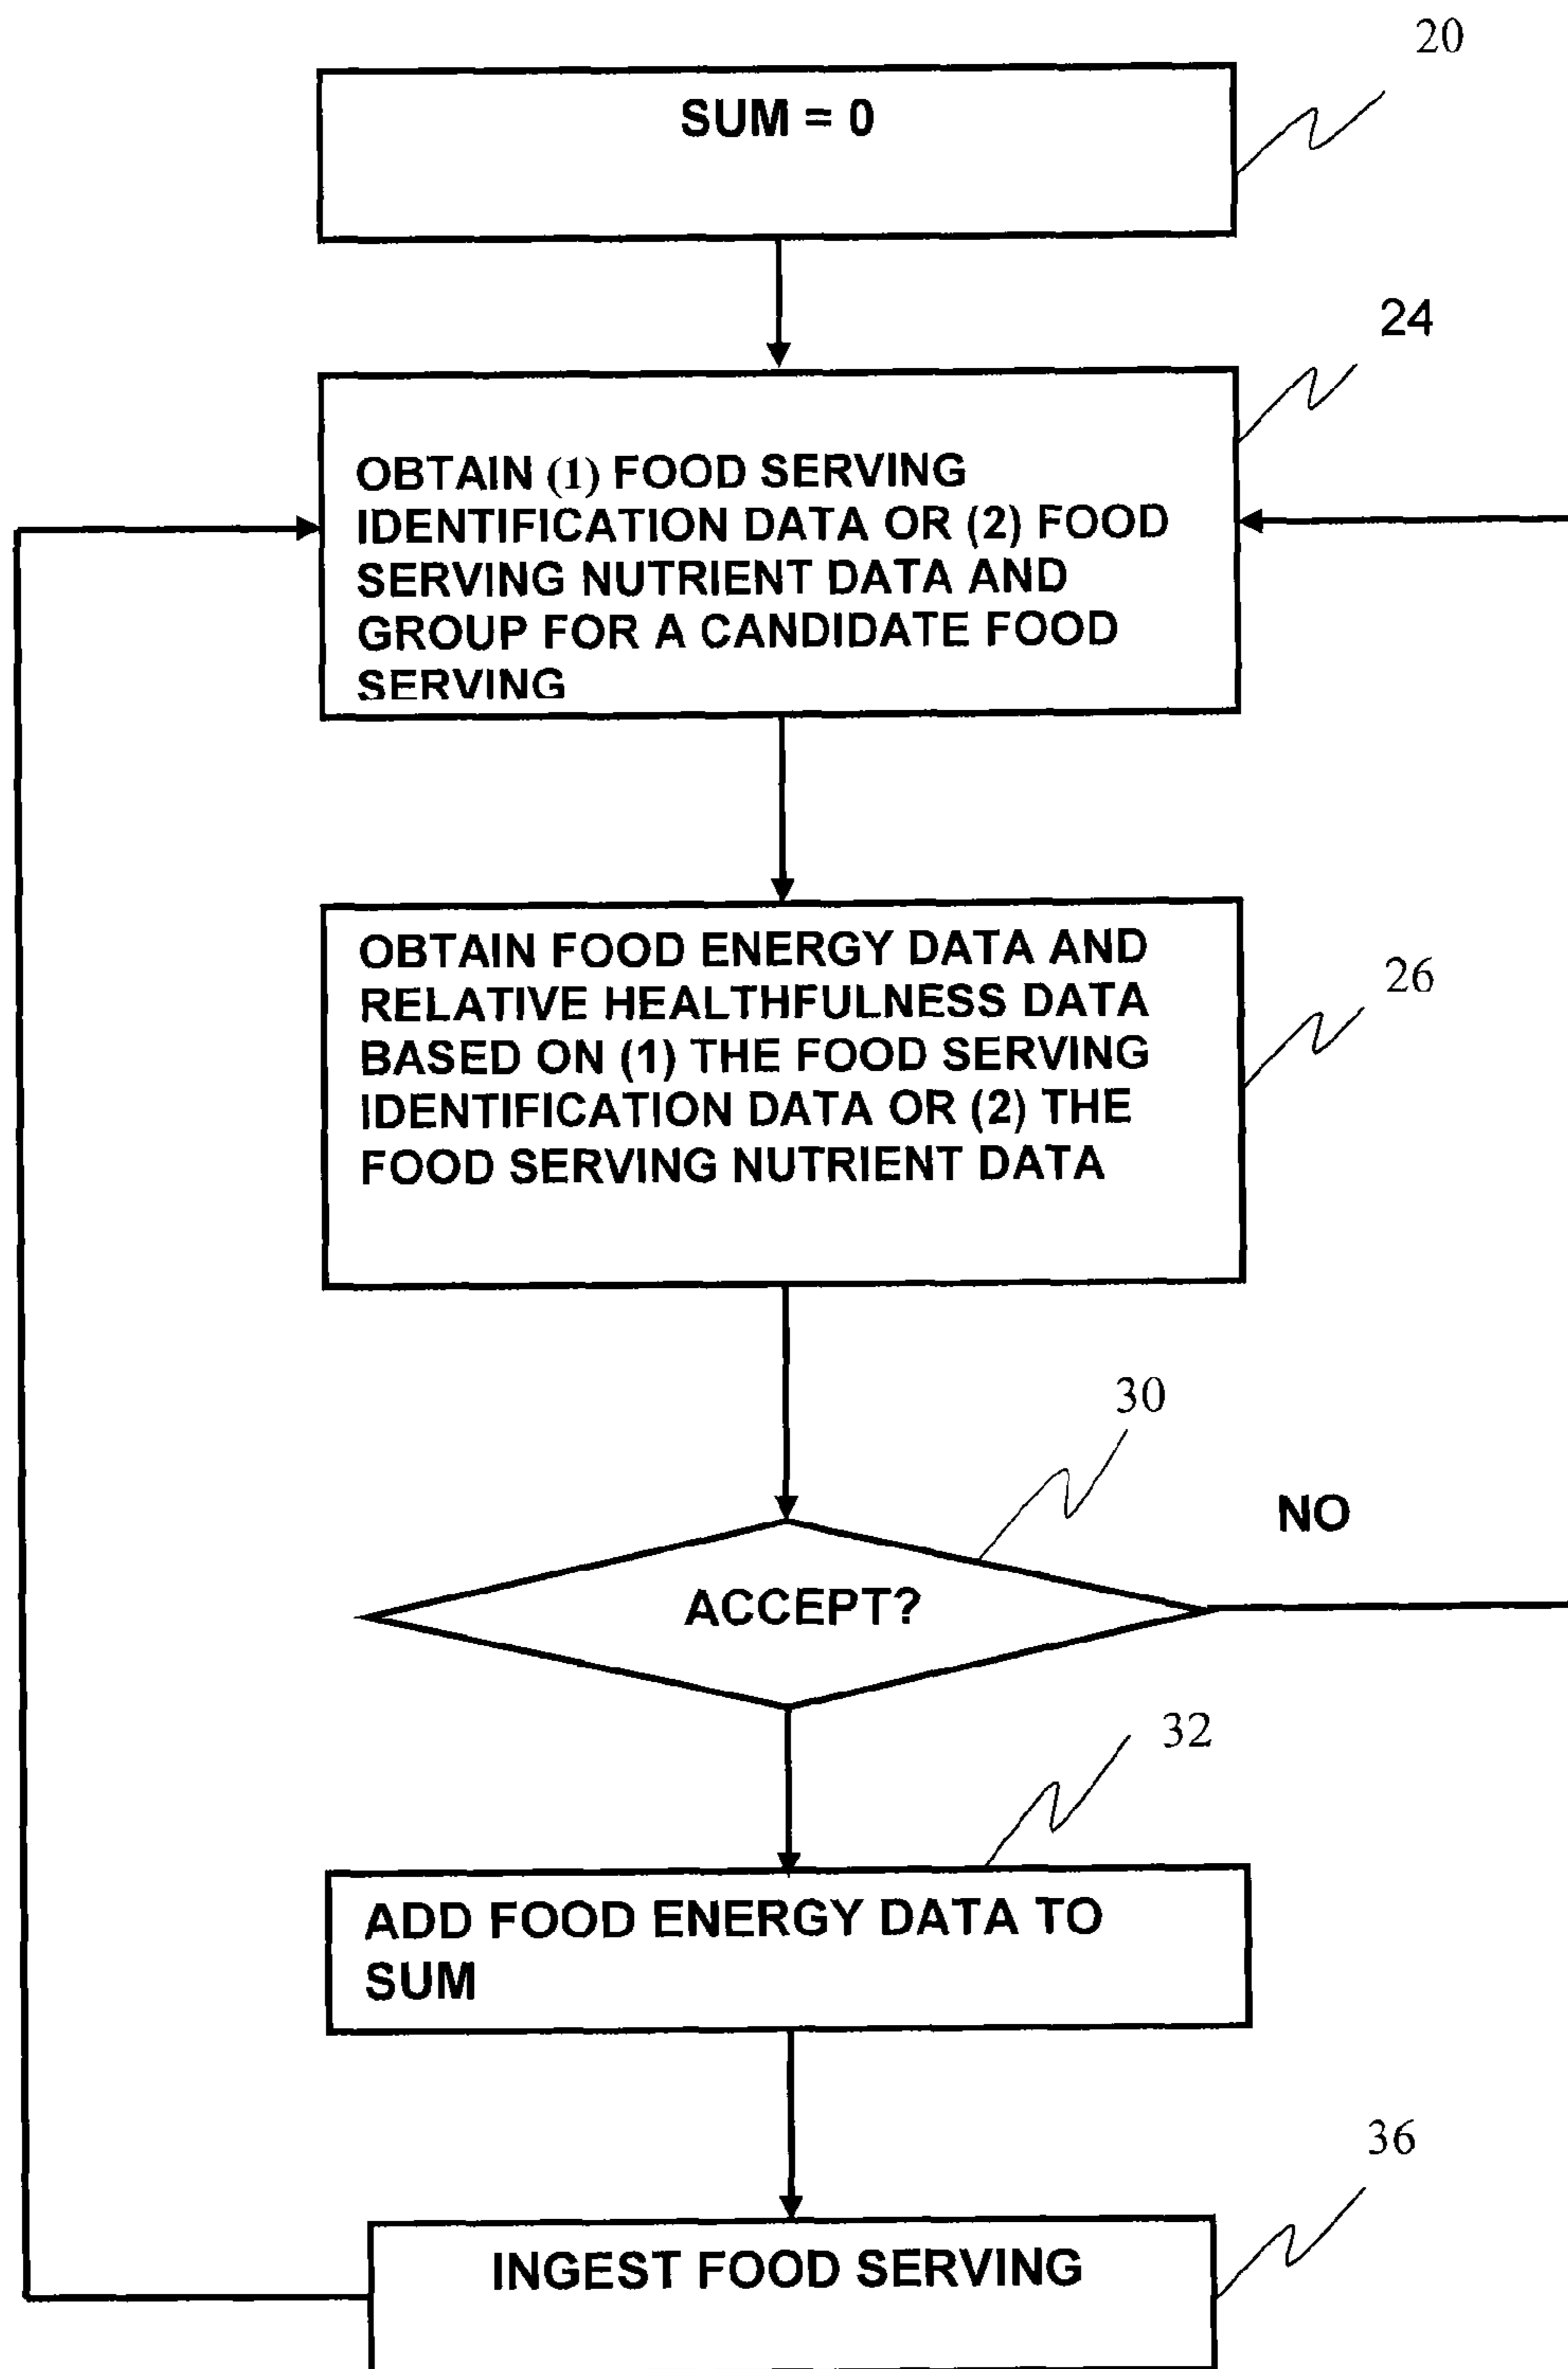 20
SUM = 0
24
OBTAIN (1) FOOD SERVING
IDENTIFICATION DATA OR (2) FOOD
SERVING NUTRIENT DATA AND
GROUP FOR A CANDIDATE FOOD
SERVING
26
OBTAIN FOOD ENERGY DATA AND
RELATIVE HEALTHFULNESS DATA
BASED ON (1) THE FOOD SERVING
IDENTIFICATION DATA OR (2) THE
FOOD SERVING NUTRIENT DATA
30
NO
ACCEPT?
32
ADD FOOD ENERGY DATA TO
SUM
36
INGEST FOOD SERVING